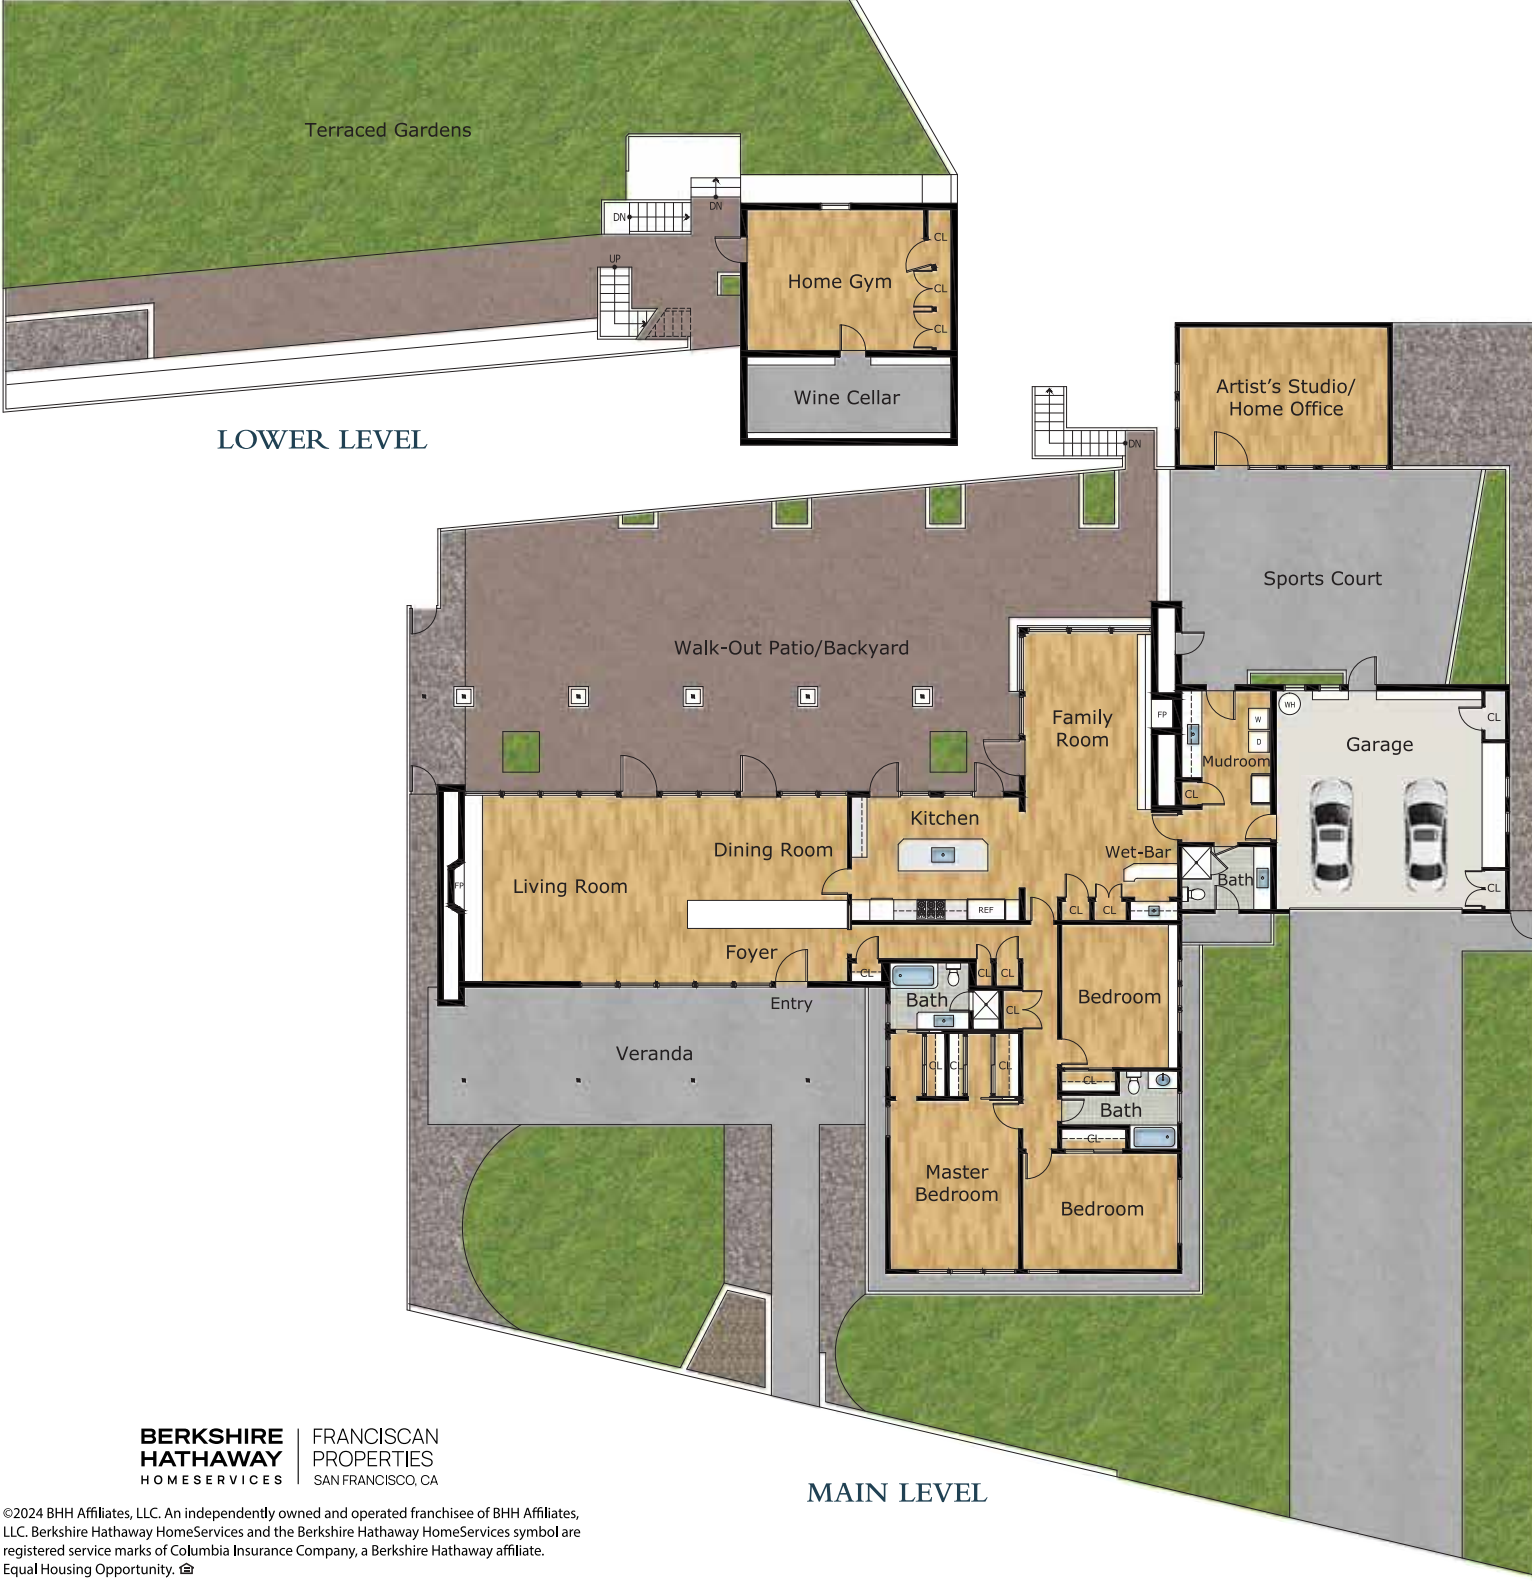 Terraced Gardens
DN
DN
UP
CL
Home Gym
CL
CL
Wine Cellar
LOWER LEVEL
Artist's Studio/
Home Office
DN
Sports Court
Walk-Out Patio/Backyard
Family
Room
FP
WH
W
D
CL
Garage
Mudroom
CL
Kitchen
Dining Room
Wet-Bar
Living Room
FP
Bath
CL
REF
CL
CL
Foyer
CL
CL
CL
Entry
Bath
CL
Bedroom
Veranda
CL
CL
CL
CL
Bath
CL
Master
Bedroom
Bedroom
MAIN LEVEL
BERKSHIRE
HATHAWAY
HOMESERVICES
FRANCISCAN
PROPERTIES
SAN FRANCISCO, CA
©2024 BHH Affiliates, LLC. An independently owned and operated franchisee of BHH Affiliates,
LLC. Berkshire Hathaway HomeServices and the Berkshire Hathaway HomeServices symbol are
registered service marks of Columbia Insurance Company, a Berkshire Hathaway affiliate.
Equal Housing Opportunity.